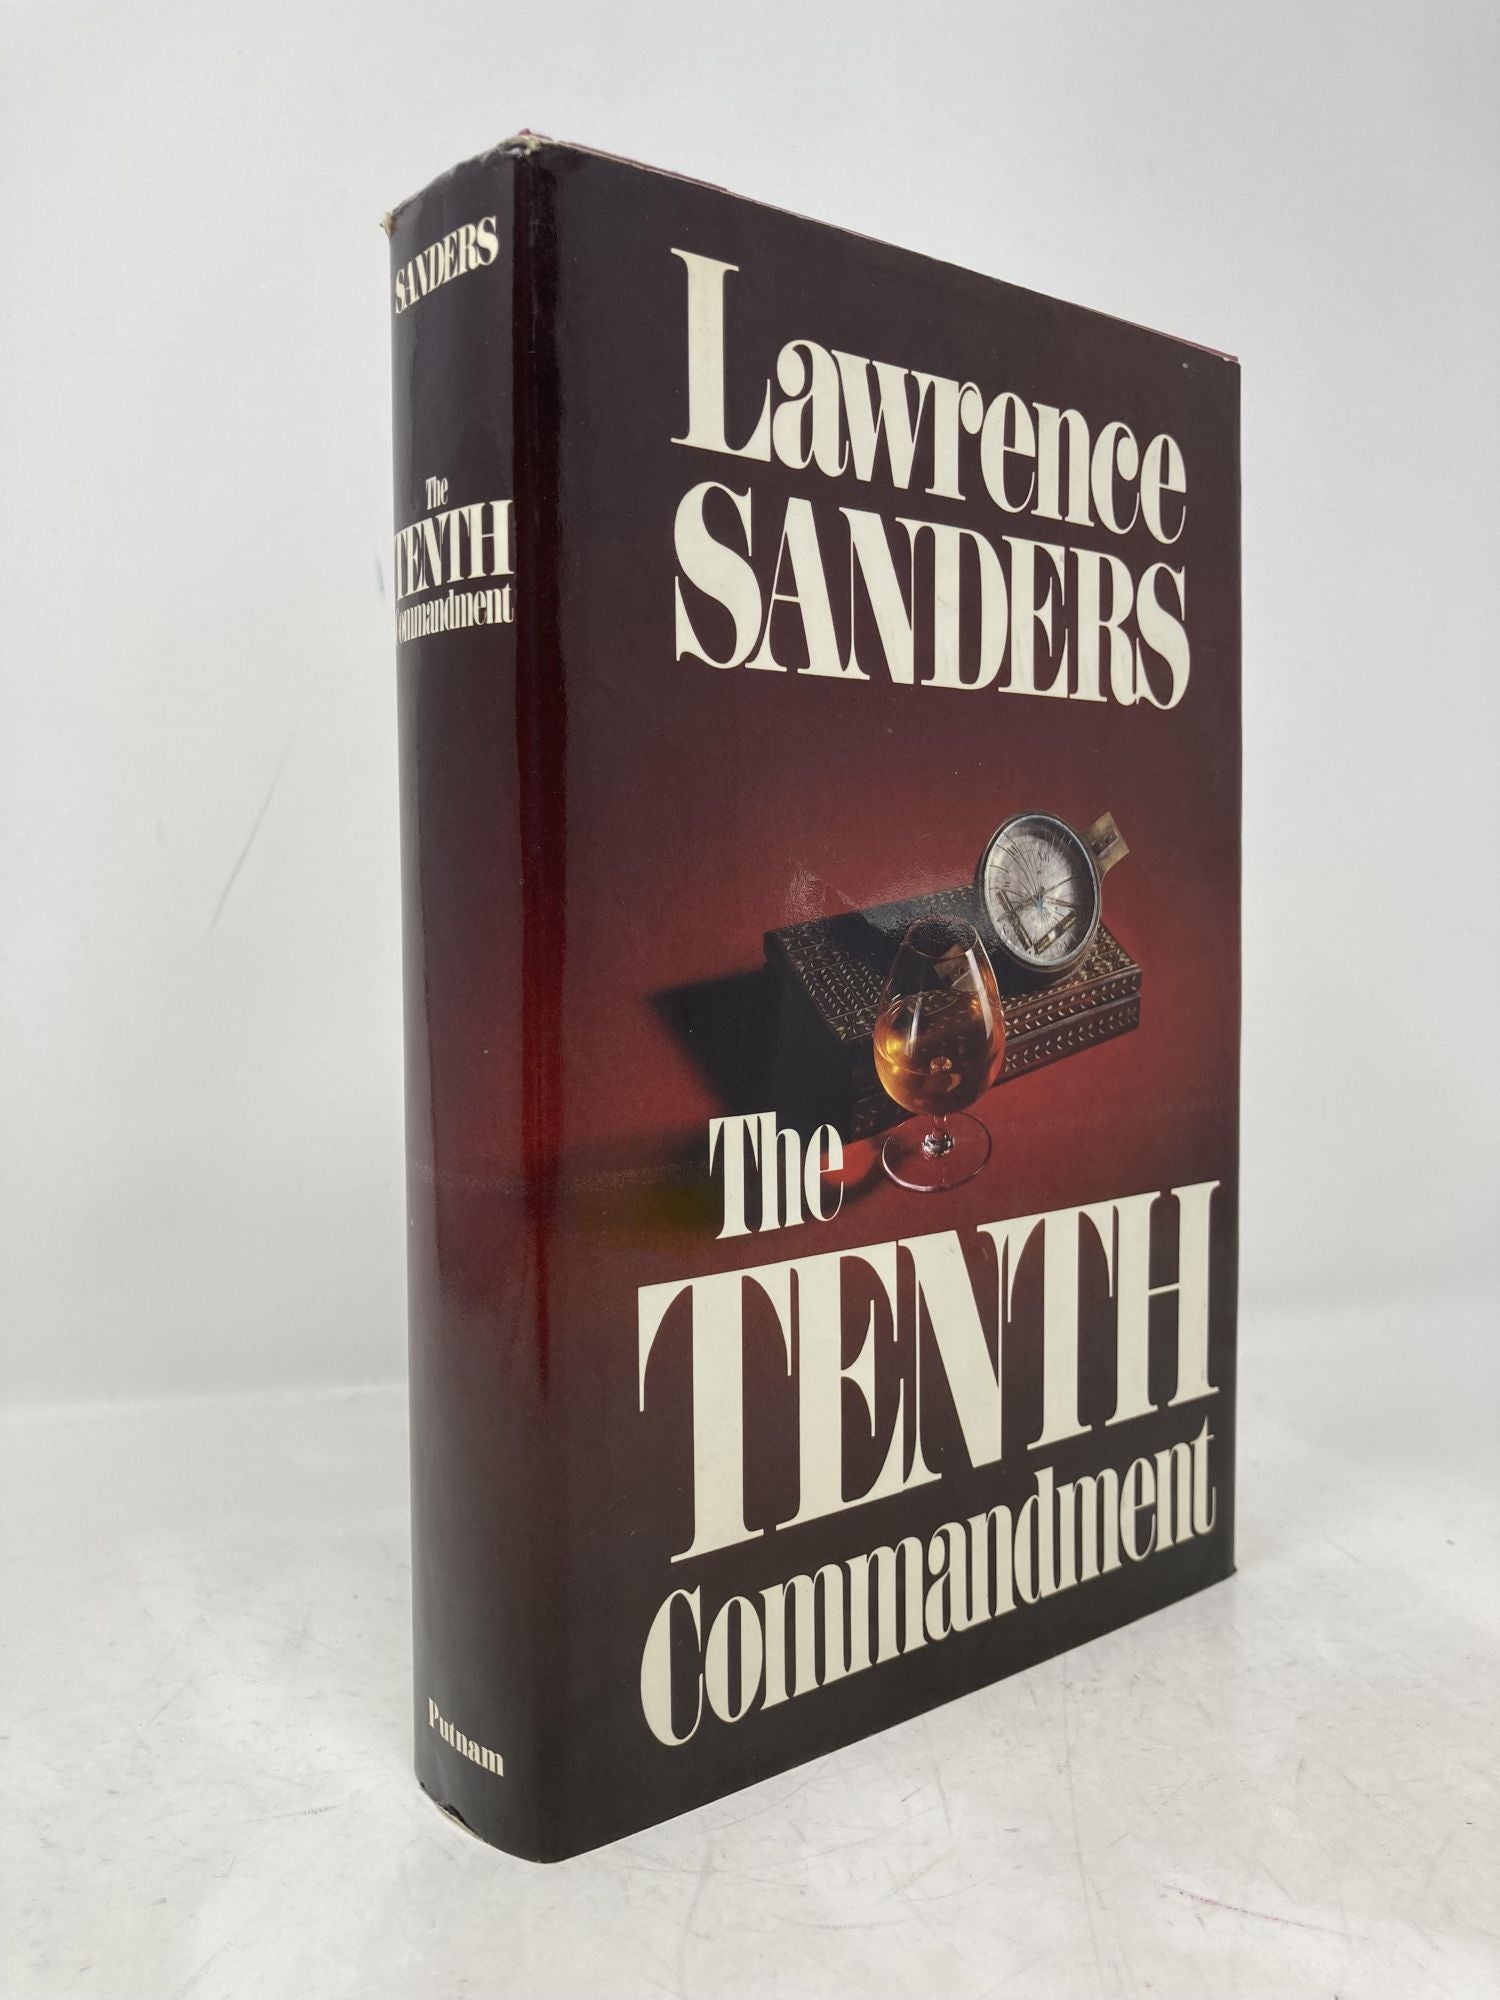 SANDERS
The
TENTH
Commandment
Putnam
Lawrence
SANDERS
The
TENTH
Commandment